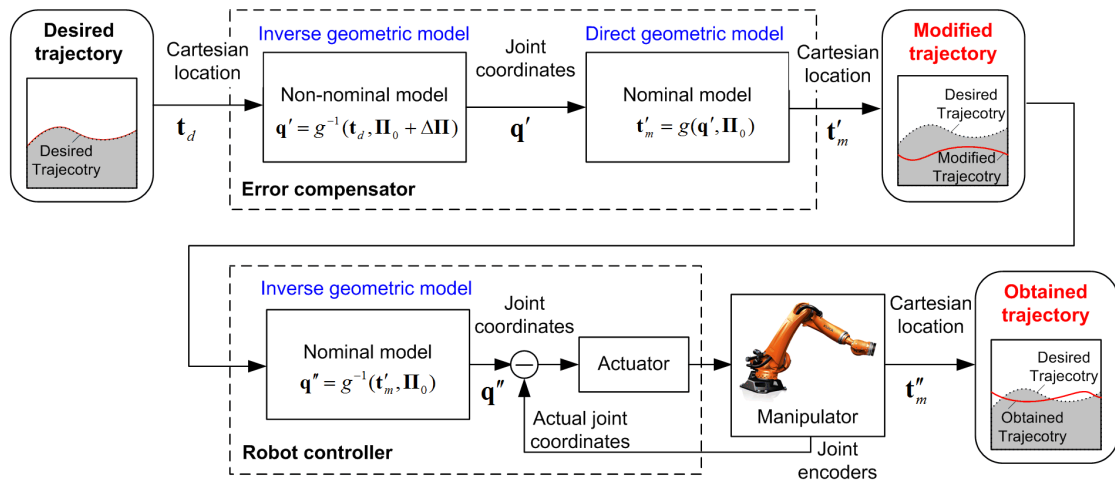 Desired
trajectory
Cartesian
location
Inverse geometric model
Joint
coordinates
Direct geometric model
Cartesian
location
Modified
trajectory
Non-nominal model
q′ = g⁻¹(t_d, Π₀ + ΔΠ)
Nominal model
t′_m = g(q′, Π₀)
t_d
q′
t′_m
Desired
Trajecotry
Desired
Trajecotry
Modified
Trajecotry
Error compensator
Inverse geometric model
Joint
coordinates
Cartesian
location
Obtained
trajectory
Nominal model
q″ = g⁻¹(t′_m, Π₀)
q″
Actuator
Manipulator
t″_m
Desired
Trajecotry
Obtained
Trajecotry
Actual joint
coordinates
Joint
encoders
Robot controller